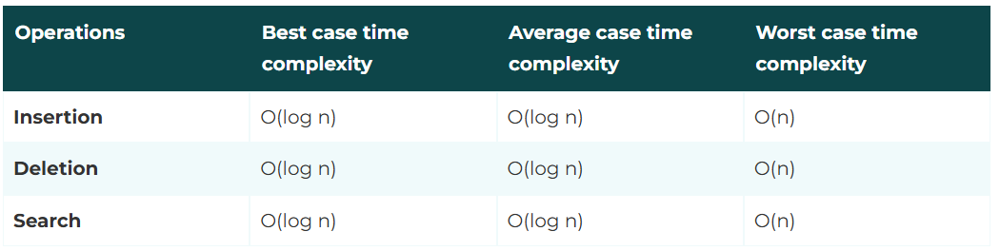 Operations Best case time complexity Average case time complexity Worst case time complexity
Insertion O(log n) O(log n) O(n)
Deletion O(log n) O(log n) O(n)
Search O(log n) O(log n) O(n)